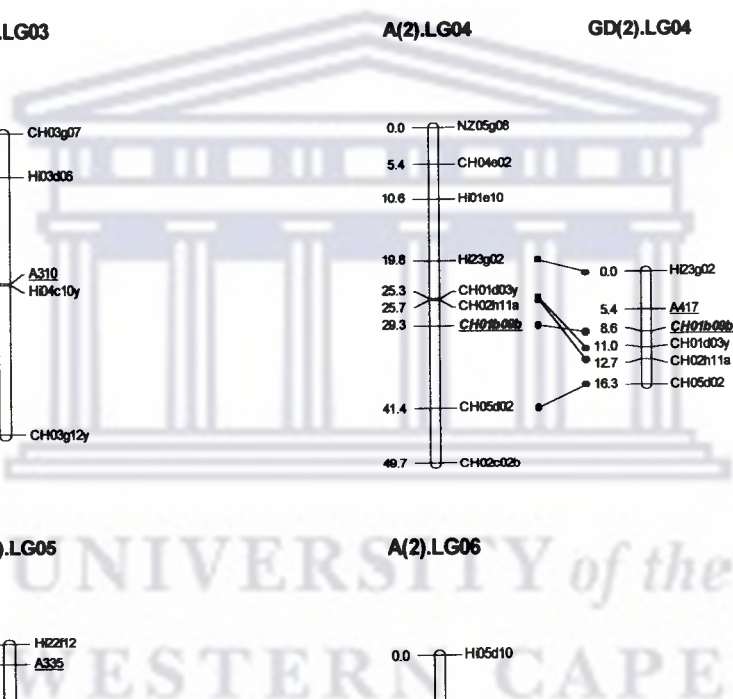 .LG03
A(2).LG04
GD(2).LG04
CH03g07
Hi03d06
A310
Hi04c10y
CH03g12y
0.0 NZ05g08
5.4 CH04e02
10.6 Hi01e10
19.8 Hi23g02
25.3 CH01d03y
25.7 CH02h11a
29.3 CH01b09b
41.4 CH05d02
49.7 CH02c02b
0.0 Hi23g02
5.4 A417
8.6 CH01b09b
11.0 CH01d03y
12.7 CH02h11a
16.3 CH05d02
).LG05
A(2).LG06
UNIVERSITY of the
Hi22f12
A335
0.0 Hi05d10
WESTERN CAPE